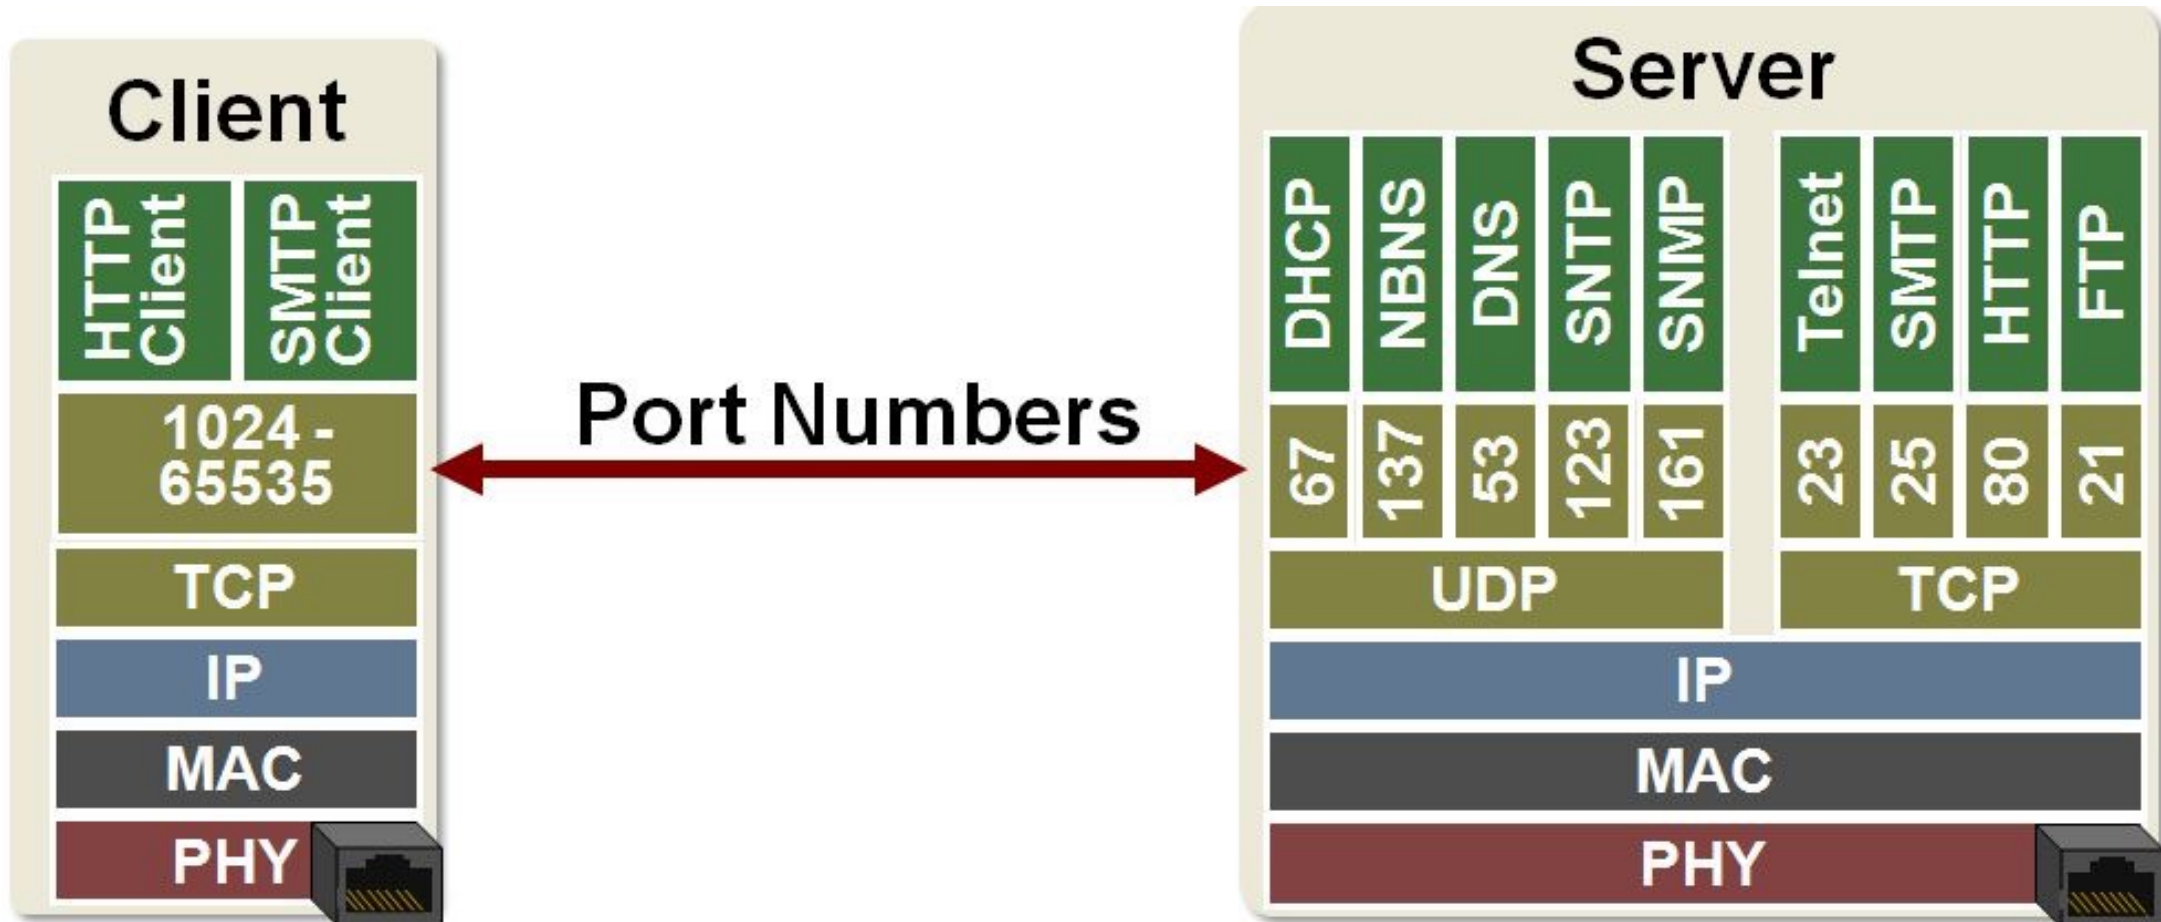 Client
HTTP
Client
SMTP
Client
1024 -
65535
TCP
IP
MAC
PHY
Port Numbers
Server
DHCP
NBNS
DNS
SNTP
SNMP
Telnet
SMTP
HTTP
FTP
67
137
53
123
161
23
25
80
21
UDP
TCP
IP
MAC
PHY